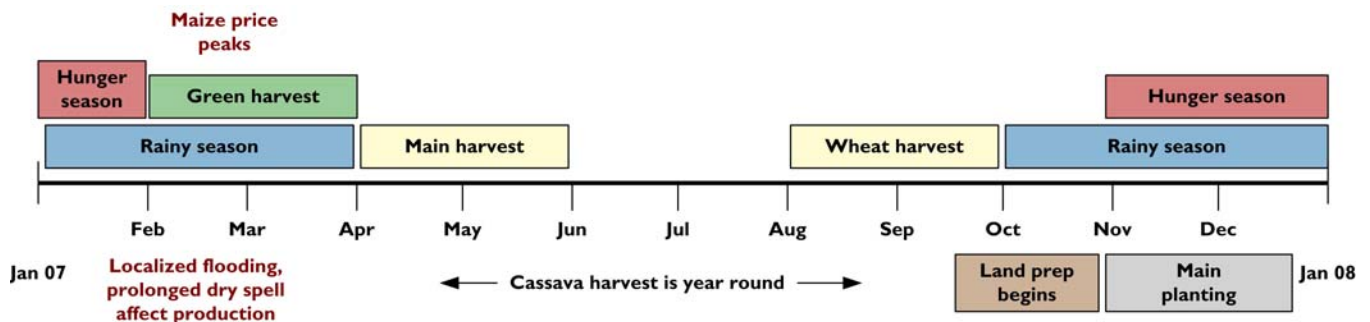 Maize price
peaks
Hunger
season
Green harvest
Hunger season
Rainy season
Main harvest
Wheat harvest
Rainy season
Feb
Mar
Apr
May
Jun
Jul
Aug
Sep
Oct
Nov
Dec
Jan 07
Localized flooding,
prolonged dry spell
affect production
Cassava harvest is year round
Land prep
begins
Main
planting
Jan 08